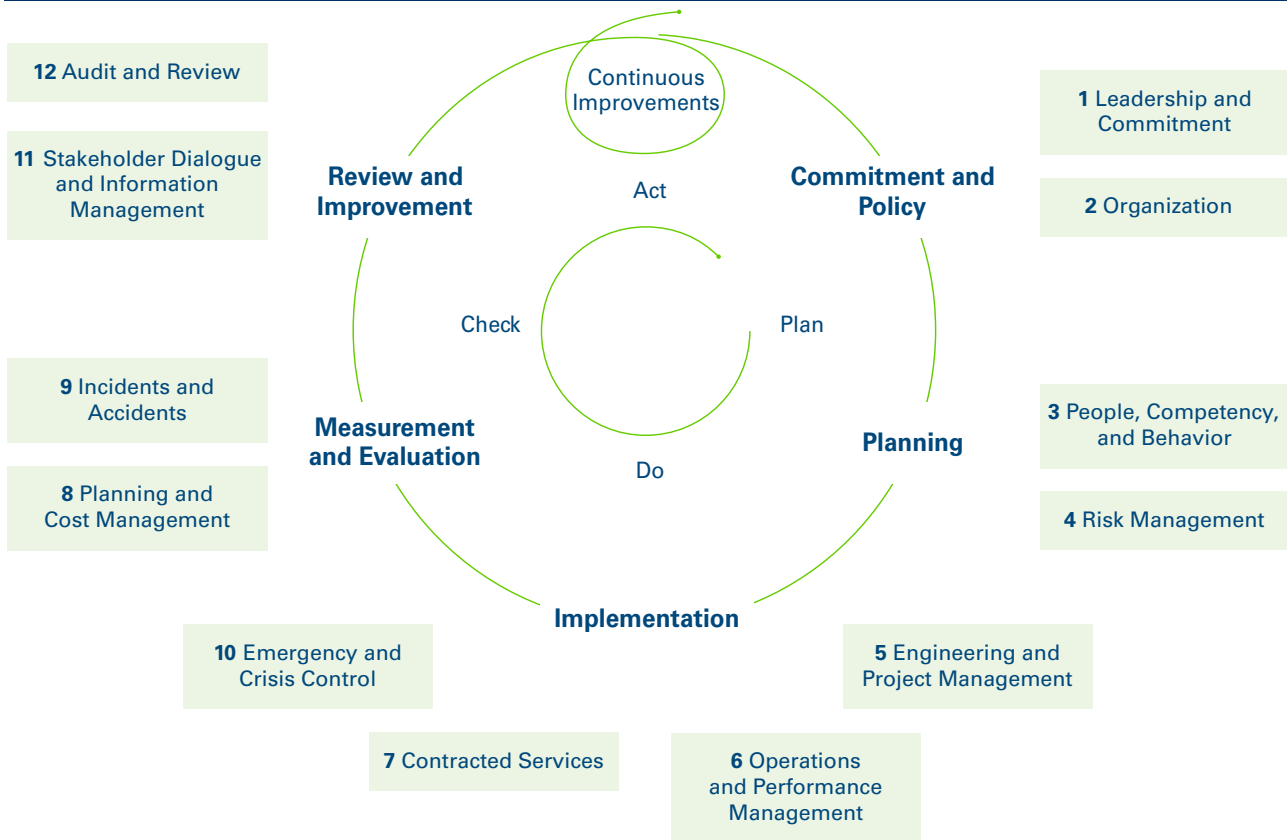 Continuous
Improvements
Act
Plan
Do
Check
Commitment and
Policy
Planning
Implementation
Measurement
and Evaluation
Review and
Improvement
1 Leadership and
Commitment
2 Organization
3 People, Competency,
and Behavior
4 Risk Management
5 Engineering and
Project Management
6 Operations
and Performance
Management
7 Contracted Services
10 Emergency and
Crisis Control
8 Planning and
Cost Management
9 Incidents and
Accidents
11 Stakeholder Dialogue
and Information
Management
12 Audit and Review